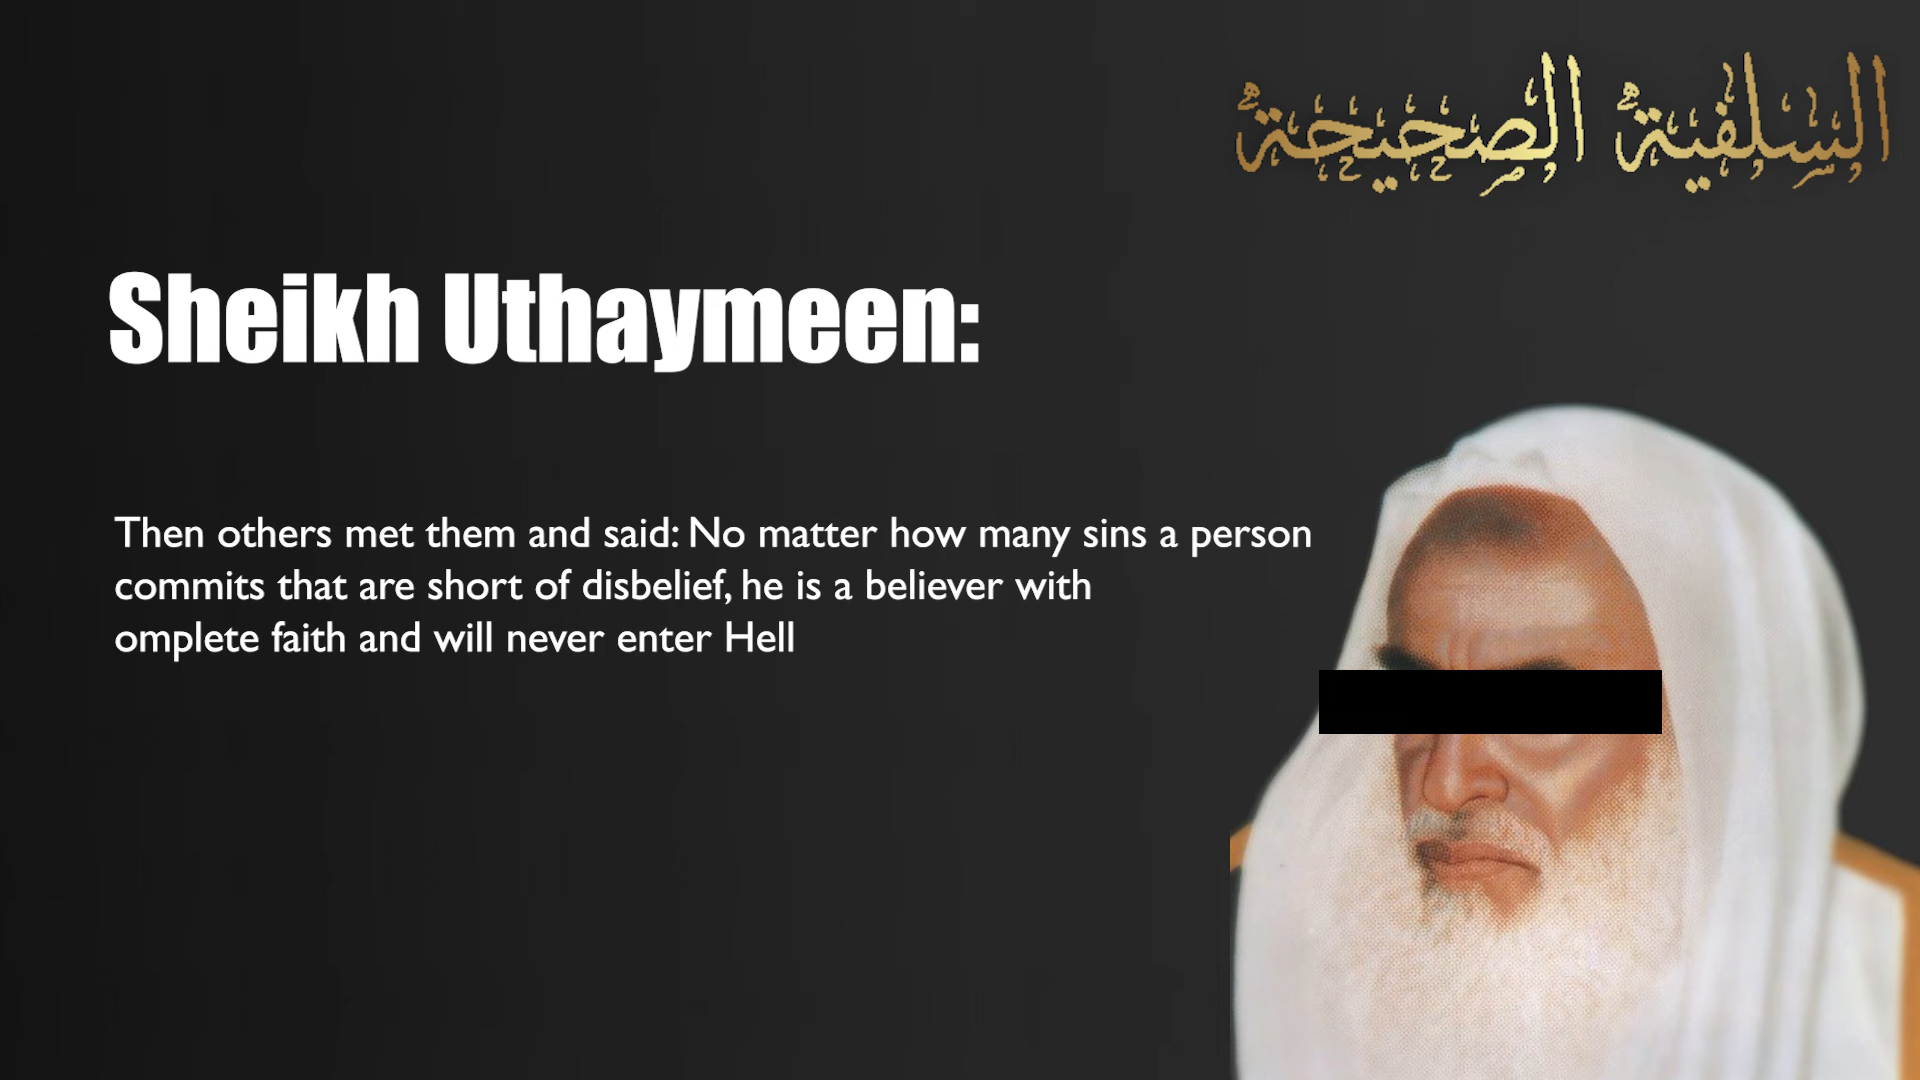 السلفية الصحيحة
Sheikh Uthaymeen:
Then others met them and said: No matter how many sins a person
commits that are short of disbelief, he is a believer with
omplete faith and will never enter Hell